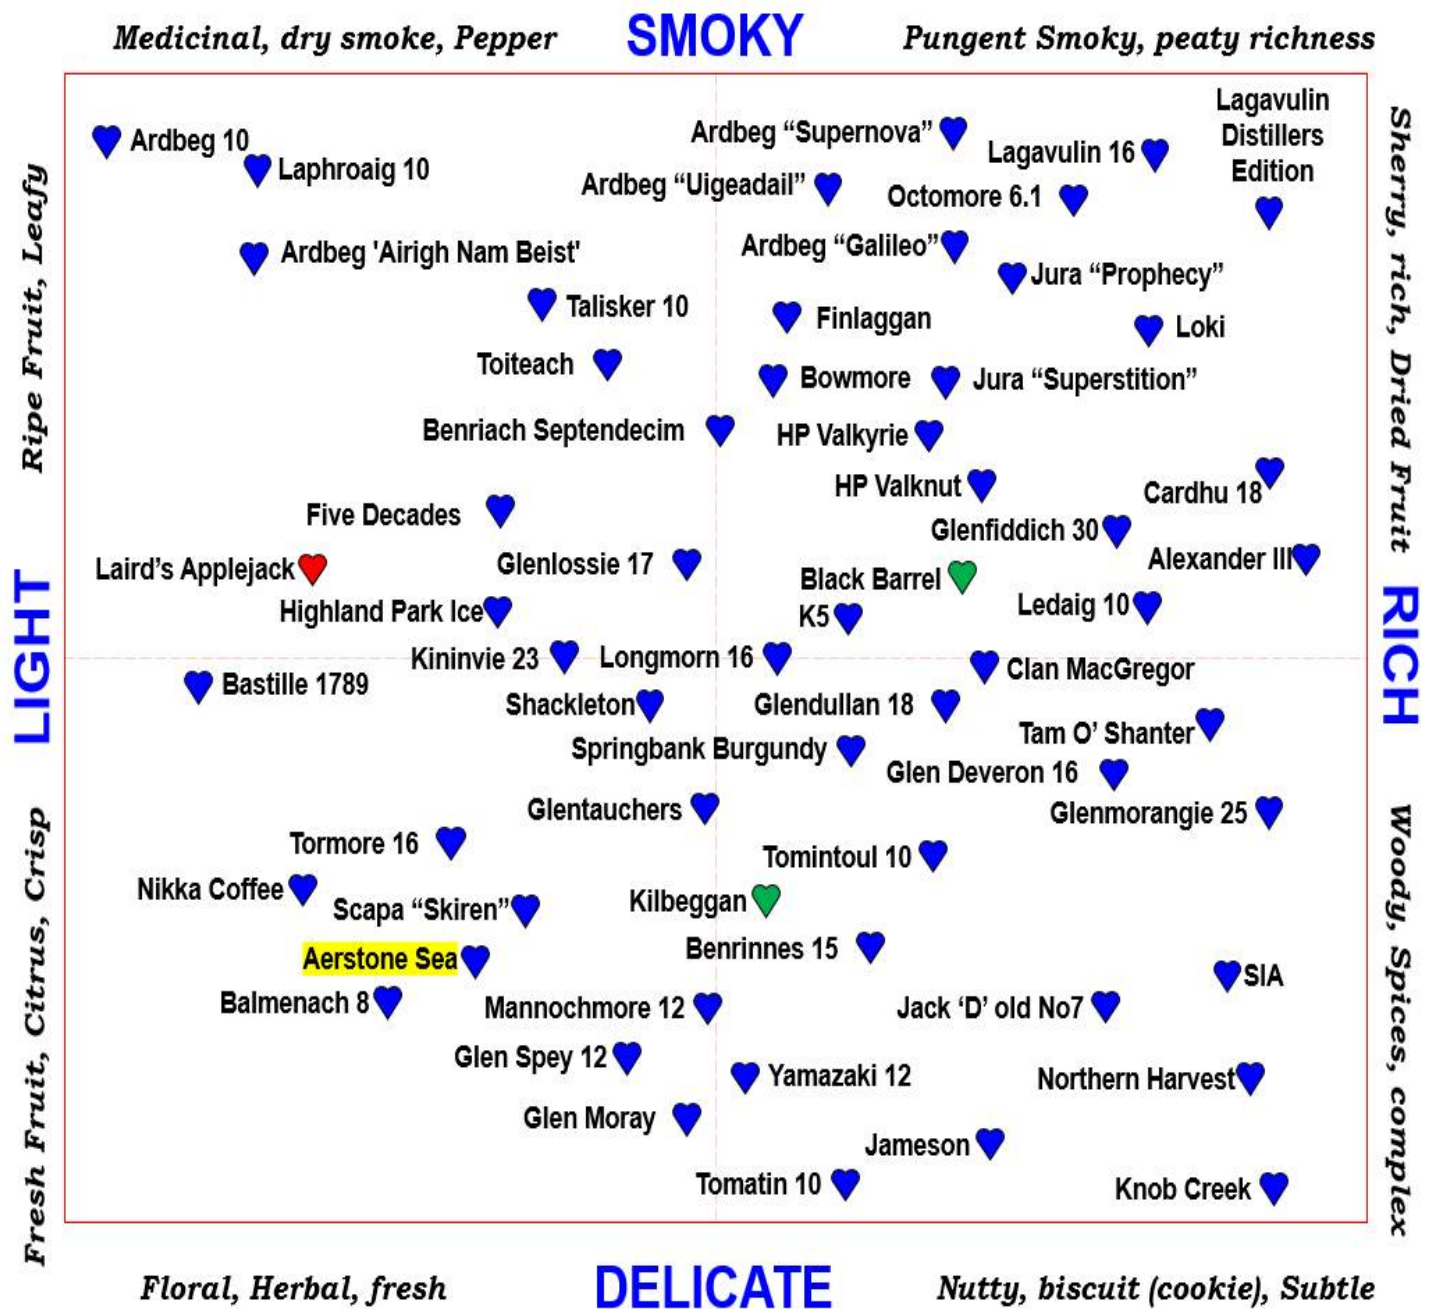 Medicinal, dry smoke, Pepper
SMOKY
Pungent Smoky, peaty richness
Ripe Fruit, Leafy
LIGHT
Fresh Fruit, Citrus, Crisp
Sherry, rich, Dried Fruit
RICH
Woody, Spices, complex
Lagavulin
Distillers
Edition
Ardbeg 10
Ardbeg “Supernova”
Lagavulin 16
Laphroaig 10
Ardbeg “Uigeadail”
Octomore 6.1
Ardbeg 'Airigh Nam Beist'
Ardbeg “Galileo”
Jura “Prophecy”
Talisker 10
Finlaggan
Loki
Toiteach
Bowmore
Jura “Superstition”
Benriach Septendecim
HP Valkyrie
HP Valknut
Cardhu 18
Five Decades
Glenfiddich 30
Laird’s Applejack
Glenlossie 17
Black Barrel
Alexander III
Highland Park Ice
K5
Ledaig 10
Kininvie 23
Longmorn 16
Clan MacGregor
Bastille 1789
Shackleton
Glendullan 18
Tam O’ Shanter
Springbank Burgundy
Glen Deveron 16
Glentauchers
Glenmorangie 25
Tormore 16
Tomintoul 10
Nikka Coffee
Scapa “Skiren”
Kilbeggan
Aerstone Sea
Benrinnes 15
SIA
Balmenach 8
Mannochmore 12
Jack ‘D’ old No7
Glen Spey 12
Yamazaki 12
Northern Harvest
Glen Moray
Jameson
Tomatin 10
Knob Creek
Floral, Herbal, fresh
DELICATE
Nutty, biscuit (cookie), Subtle